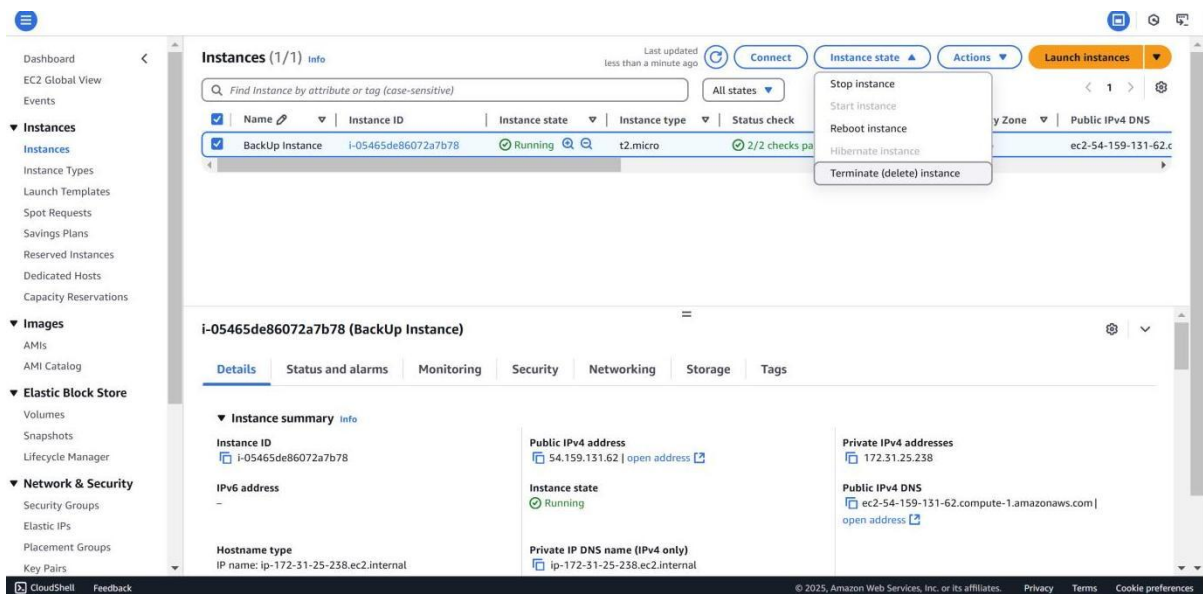 Dashboard
EC2 Global View
Events
Instances
Instances
Instance Types
Launch Templates
Spot Requests
Savings Plans
Reserved Instances
Dedicated Hosts
Capacity Reservations
Images
AMIs
AMI Catalog
Elastic Block Store
Volumes
Snapshots
Lifecycle Manager
Network & Security
Security Groups
Elastic IPs
Placement Groups
Key Pairs
Instances (1/1) Info
Last updated
less than a minute ago
Connect
Instance state
Actions
Launch instances
Find Instance by attribute or tag (case-sensitive)
All states
1
Stop instance
Start instance
Reboot instance
Hibernate instance
Terminate (delete) instance
Name Instance ID Instance state Instance type Status check y Zone Public IPv4 DNS
BackUp Instance i-05465de86072a7b78 Running t2.micro 2/2 checks pa ec2-54-159-131-62.c
i-05465de86072a7b78 (BackUp Instance)
Details Status and alarms Monitoring Security Networking Storage Tags
Instance summary Info
Instance ID
i-05465de86072a7b78
Public IPv4 address
54.159.131.62 | open address
Private IPv4 addresses
172.31.25.238
IPv6 address
–
Instance state
Running
Public IPv4 DNS
ec2-54-159-131-62.compute-1.amazonaws.com |
open address
Hostname type
IP name: ip-172-31-25-238.ec2.internal
Private IP DNS name (IPv4 only)
ip-172-31-25-238.ec2.internal
CloudShell Feedback © 2025, Amazon Web Services, Inc. or its affiliates. Privacy Terms Cookie preferences